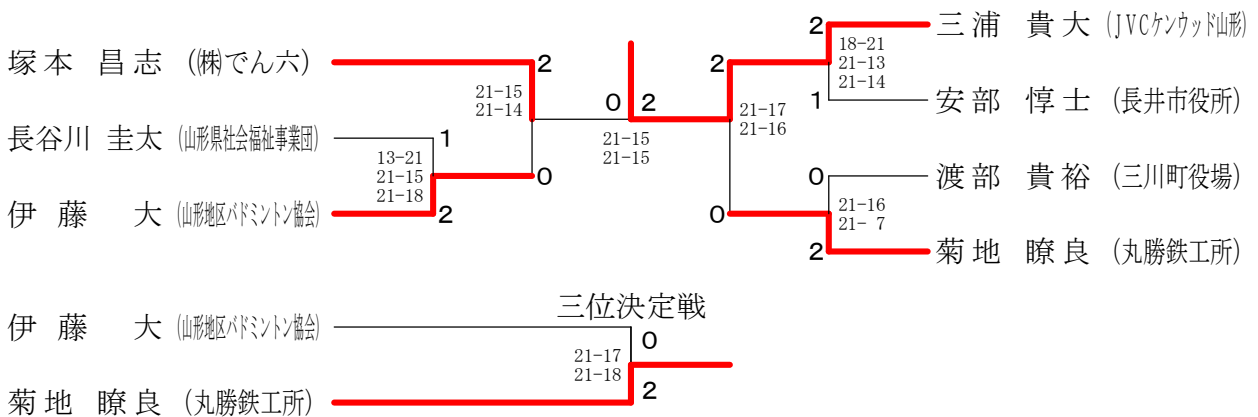 塚本 昌志 (㈱でん六)
2
21-15
21-14
長谷川 圭太 (山形県社会福祉事業団)
1
13-21
21-15
21-18
0
伊藤 大 (山形地区バドミントン協会)
2
0 2
21-15
21-15
2 三浦 貴大 (JVCケンウッド山形)
18-21
21-13
21-14
2
1 安部 惇士 (長井市役所)
21-17
21-16
0 渡部 貴裕 (三川町役場)
21-16
21- 7
0
2 菊地 瞭良 (丸勝鉄工所)
三位決定戦
伊藤 大 (山形地区バドミントン協会)
0
21-17
21-18
2
菊地 瞭良 (丸勝鉄工所)